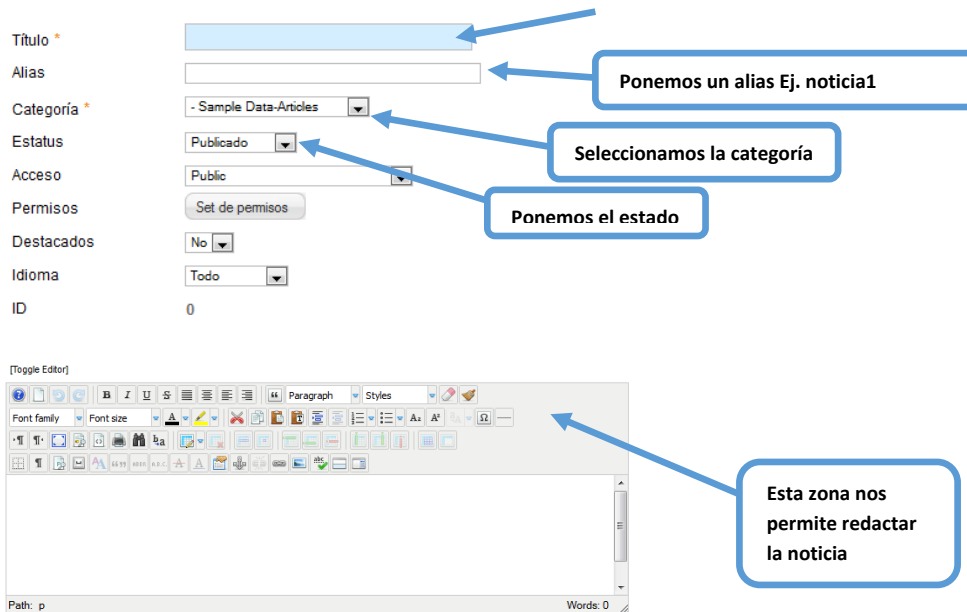 Título *
Alias
Ponemos un alias Ej. noticia1
Categoría *
- Sample Data-Articles
Estatus
Publicado
Seleccionamos la categoría
Acceso
Public
Permisos
Set de permisos
Ponemos el estado
Destacados
No
Idioma
Todo
ID
0
[Toggle Editor]
Paragraph
Styles
Font family
Font size
Esta zona nos
permite redactar
la noticia
Path: p
Words: 0